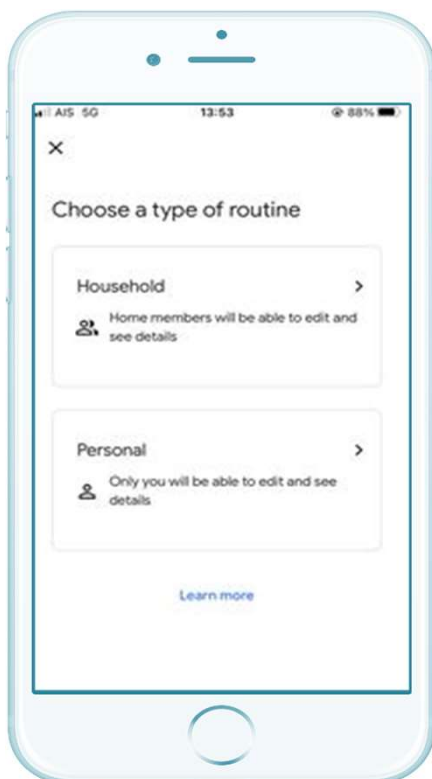 AIS 5G 13:53 88%
Choose a type of routine
Household
Home members will be able to edit and
see details
Personal
Only you will be able to edit and see
details
Learn more